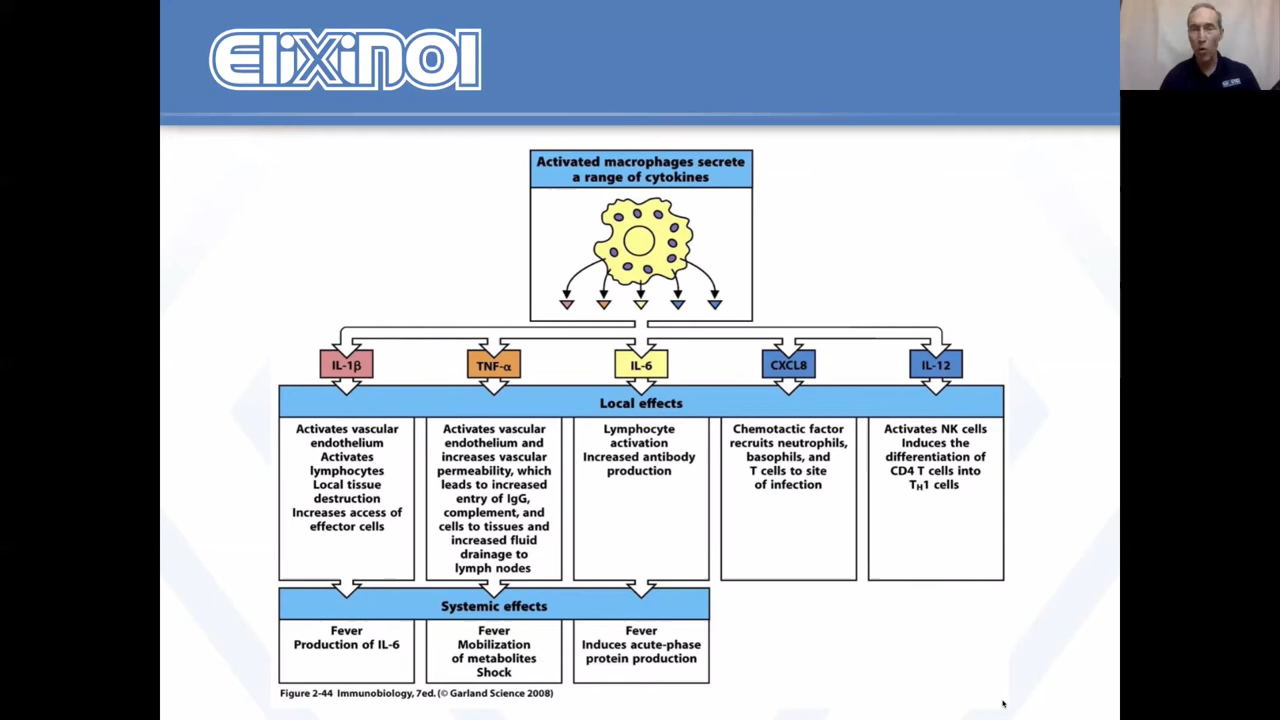 Elixinol
Activated macrophages secrete
a range of cytokines
IL-1β
TNF-α
IL-6
CXCL8
IL-12
Local effects
Activates vascular
endothelium
Activates
lymphocytes
Local tissue
destruction
Increases access of
effector cells
Activates vascular
endothelium and
increases vascular
permeability, which
leads to increased
entry of IgG,
complement, and
cells to tissues and
increased fluid
drainage to
lymph nodes
Lymphocyte
activation
Increased antibody
production
Chemotactic factor
recruits neutrophils,
basophils, and
T cells to site
of infection
Activates NK cells
Induces the
differentiation of
CD4 T cells into
TH1 cells
Systemic effects
Fever
Production of IL-6
Fever
Mobilization
of metabolites
Shock
Fever
Induces acute-phase
protein production
Figure 2-44 Immunobiology, 7ed. (© Garland Science 2008)